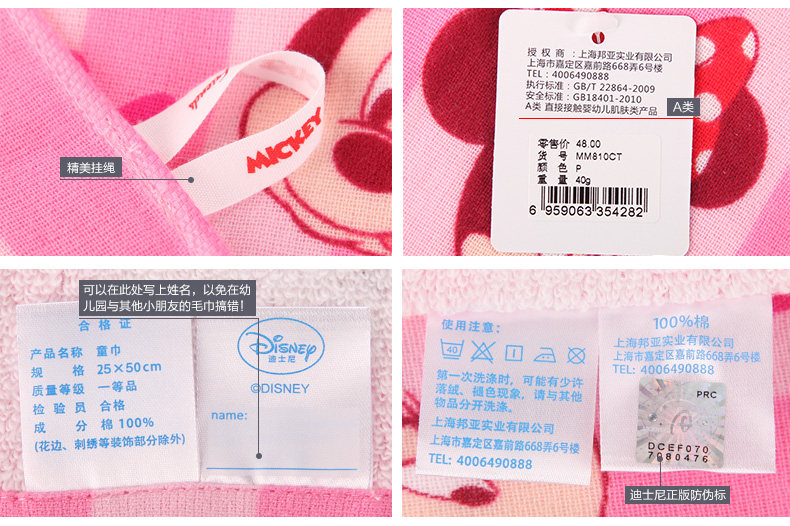 MICKEY
精美挂绳
授 权 商 : 上海邦亚实业有限公司
上海市嘉定区嘉前路668弄6号楼
TEL: 4006490888
执行标准: GB/T 22864-2009
安全标准: GB18401-2010
A类 直接接触婴幼儿肌肤类产品
A类
零售价 48.00
货 号 MM810CT
颜 色 P
重 量 40g
6 959063 354282
可以在此处写上姓名，以免在幼
儿园与其他小朋友的毛巾搞错!
合 格 证
产品名称 童巾
规 格 25×50cm
质量等级 一等品
检 验 员 合格
成 分 棉 100%
(花边、刺绣等装饰部分除外)
Disney
迪士尼
©DISNEY
name:
使用注意:
40
第一次洗涤时，可能有少许
落绒、褪色现象，请与其他
物品分开洗涤。
上海邦亚实业有限公司
上海市嘉定区嘉前路668弄6号楼
TEL: 4006490888
100%棉
上海邦亚实业有限公司
上海市嘉定区嘉前路668弄6号楼
TEL: 4006490888
PRC
DCEF070
7080476
迪士尼正版防伪标